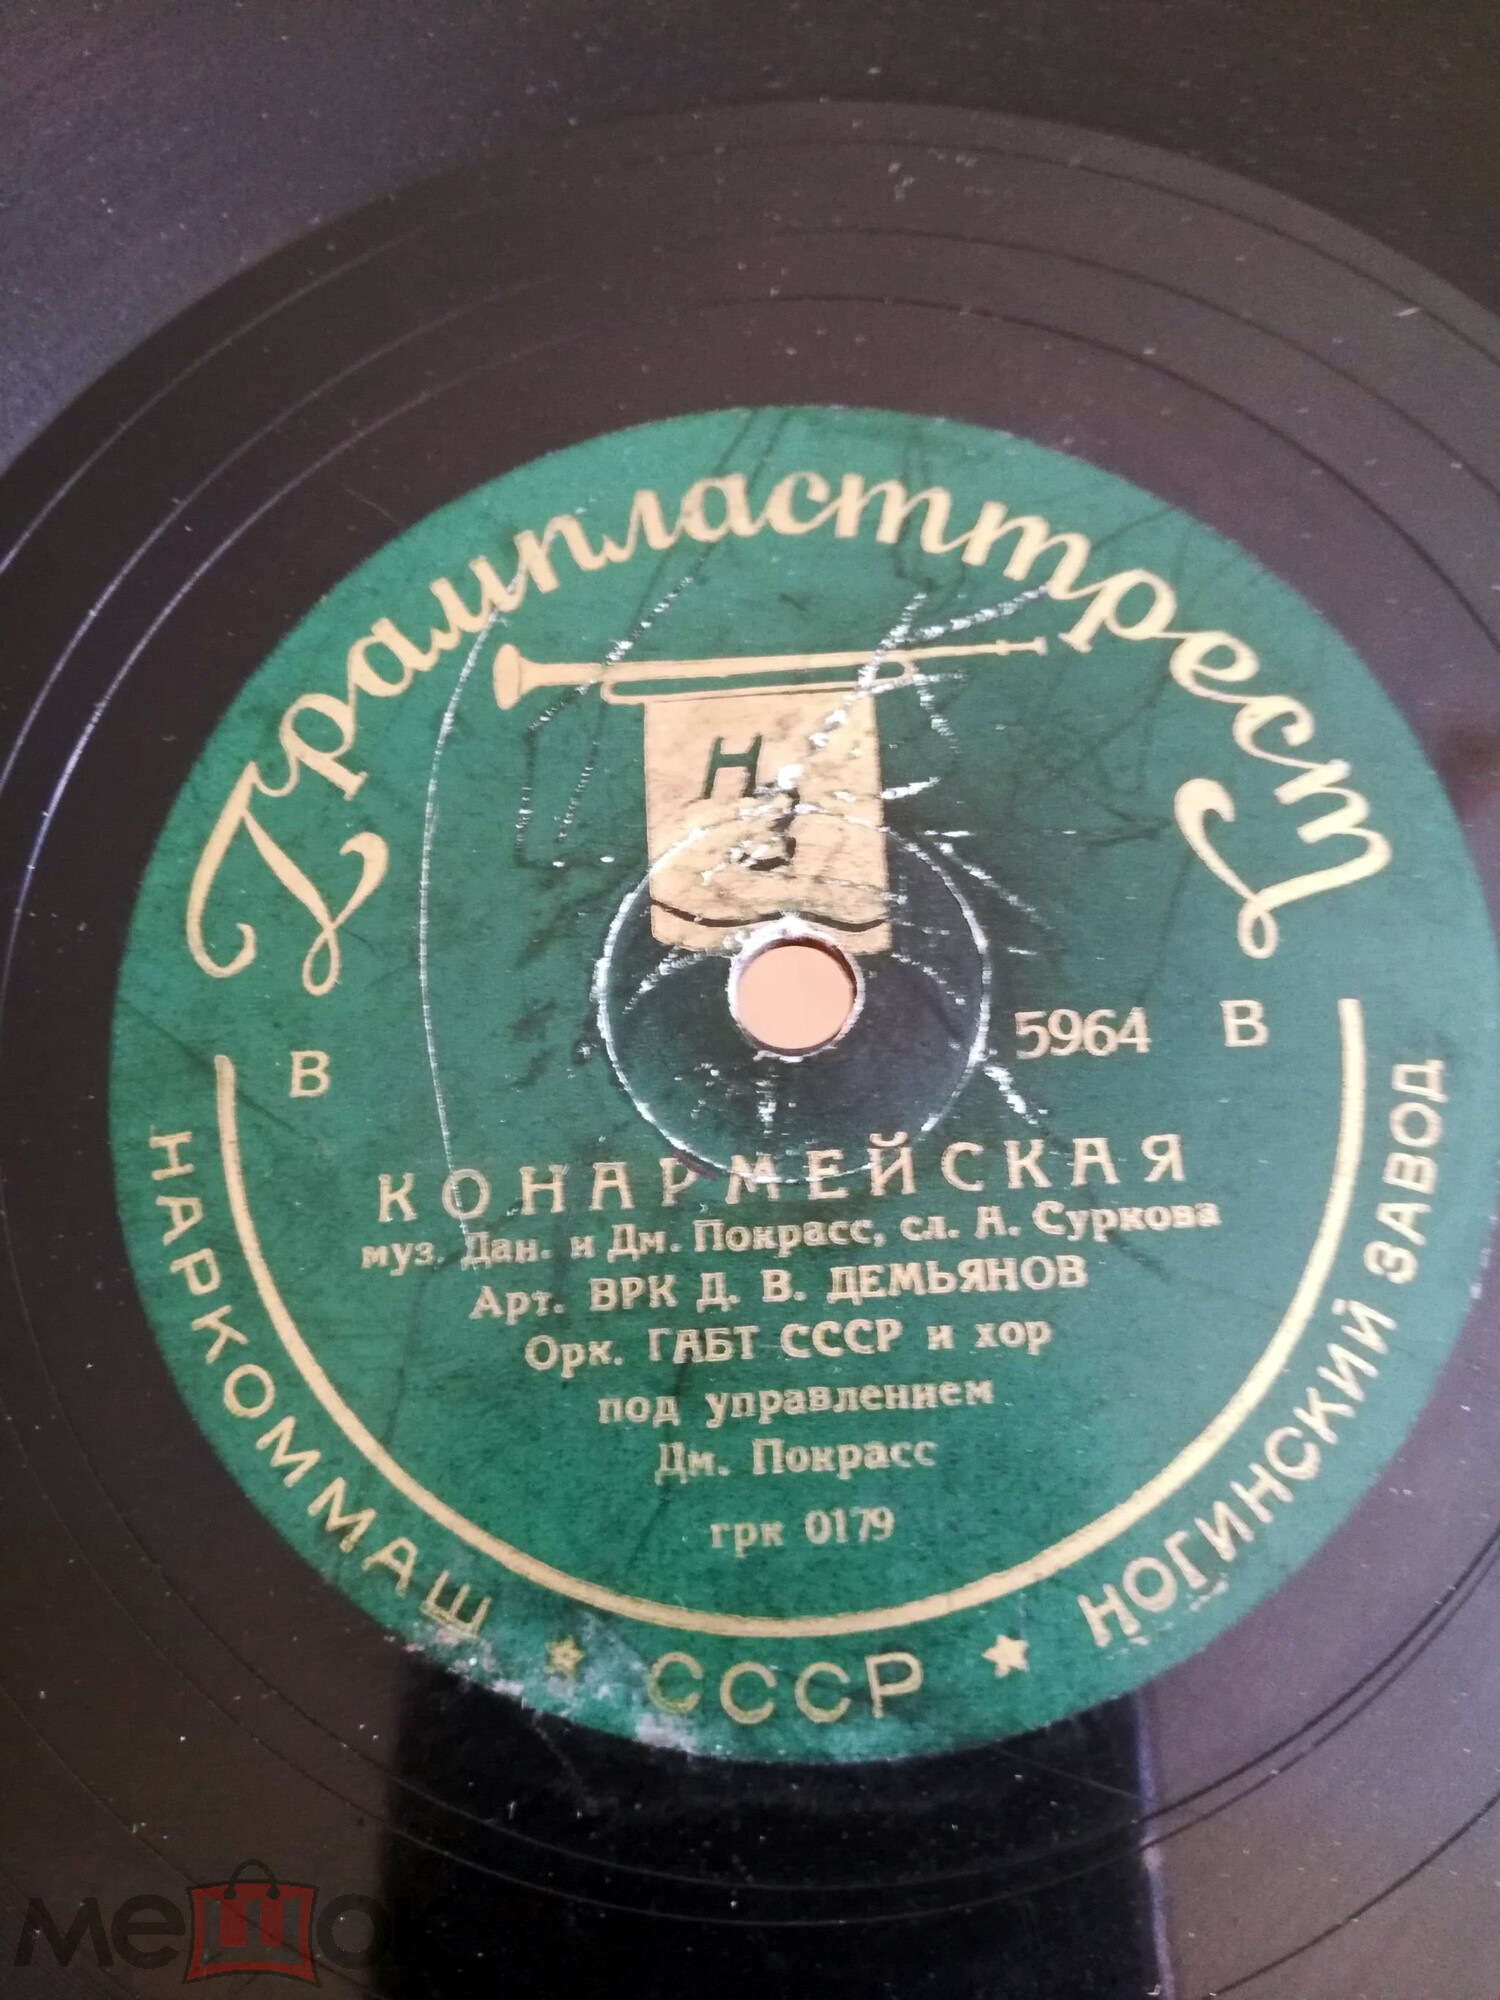 Грампласттрест
Н
З
В
5964 В
КОНАРМЕЙСКАЯ
муз. Дан. и Дм. Покрасс, сл. А. Суркова
Арт. ВРК Д. В. ДЕМЬЯНОВ
Орк. ГАБТ СССР и хор
под управлением
Дм. Покрасс
грк 0179
НАРКОММАШ ★ СССР ★ НОГИНСКИЙ ЗАВОД
мешок